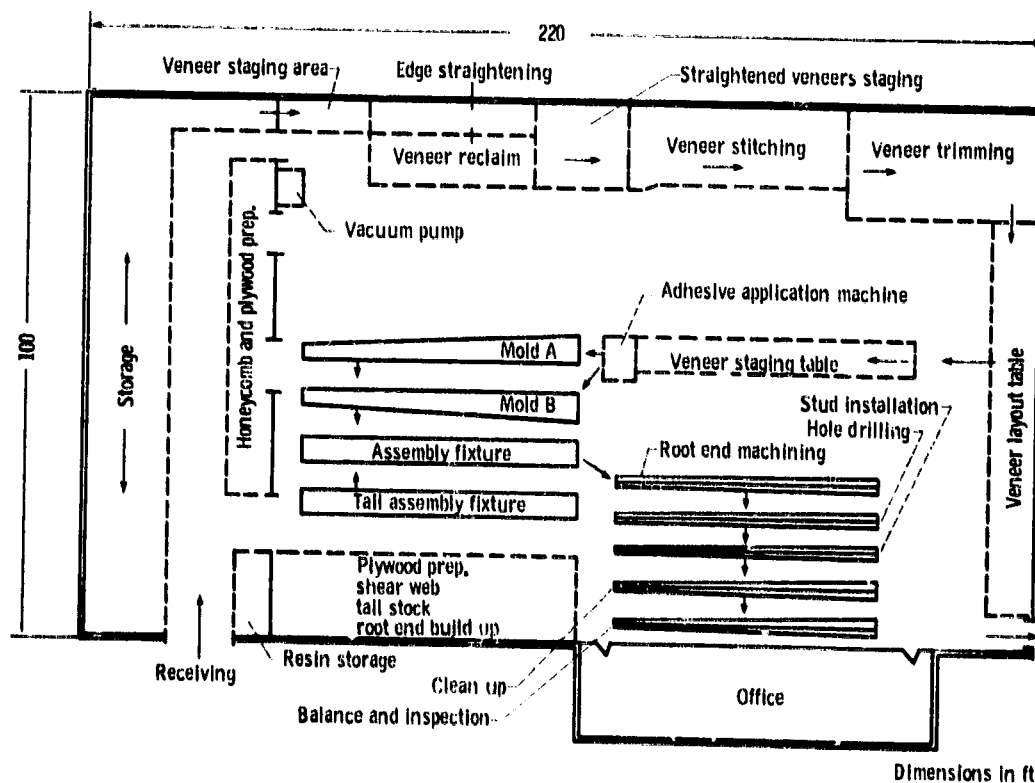 220
Veneer staging area
Edge straightening
Straightened veneers staging
Veneer reclaim
Veneer stitching
Veneer trimming
Vacuum pump
Honeycomb and plywood prep.
Adhesive application machine
100
Storage
Mold A
Veneer staging table
Mold B
Stud installation
Hole drilling
Veneer layout table
Assembly fixture
Root end machining
Tail assembly fixture
Plywood prep.
shear web
tail stock
root end build up
Receiving
Resin storage
Clean up
Balance and inspection
Office
Dimensions in ft